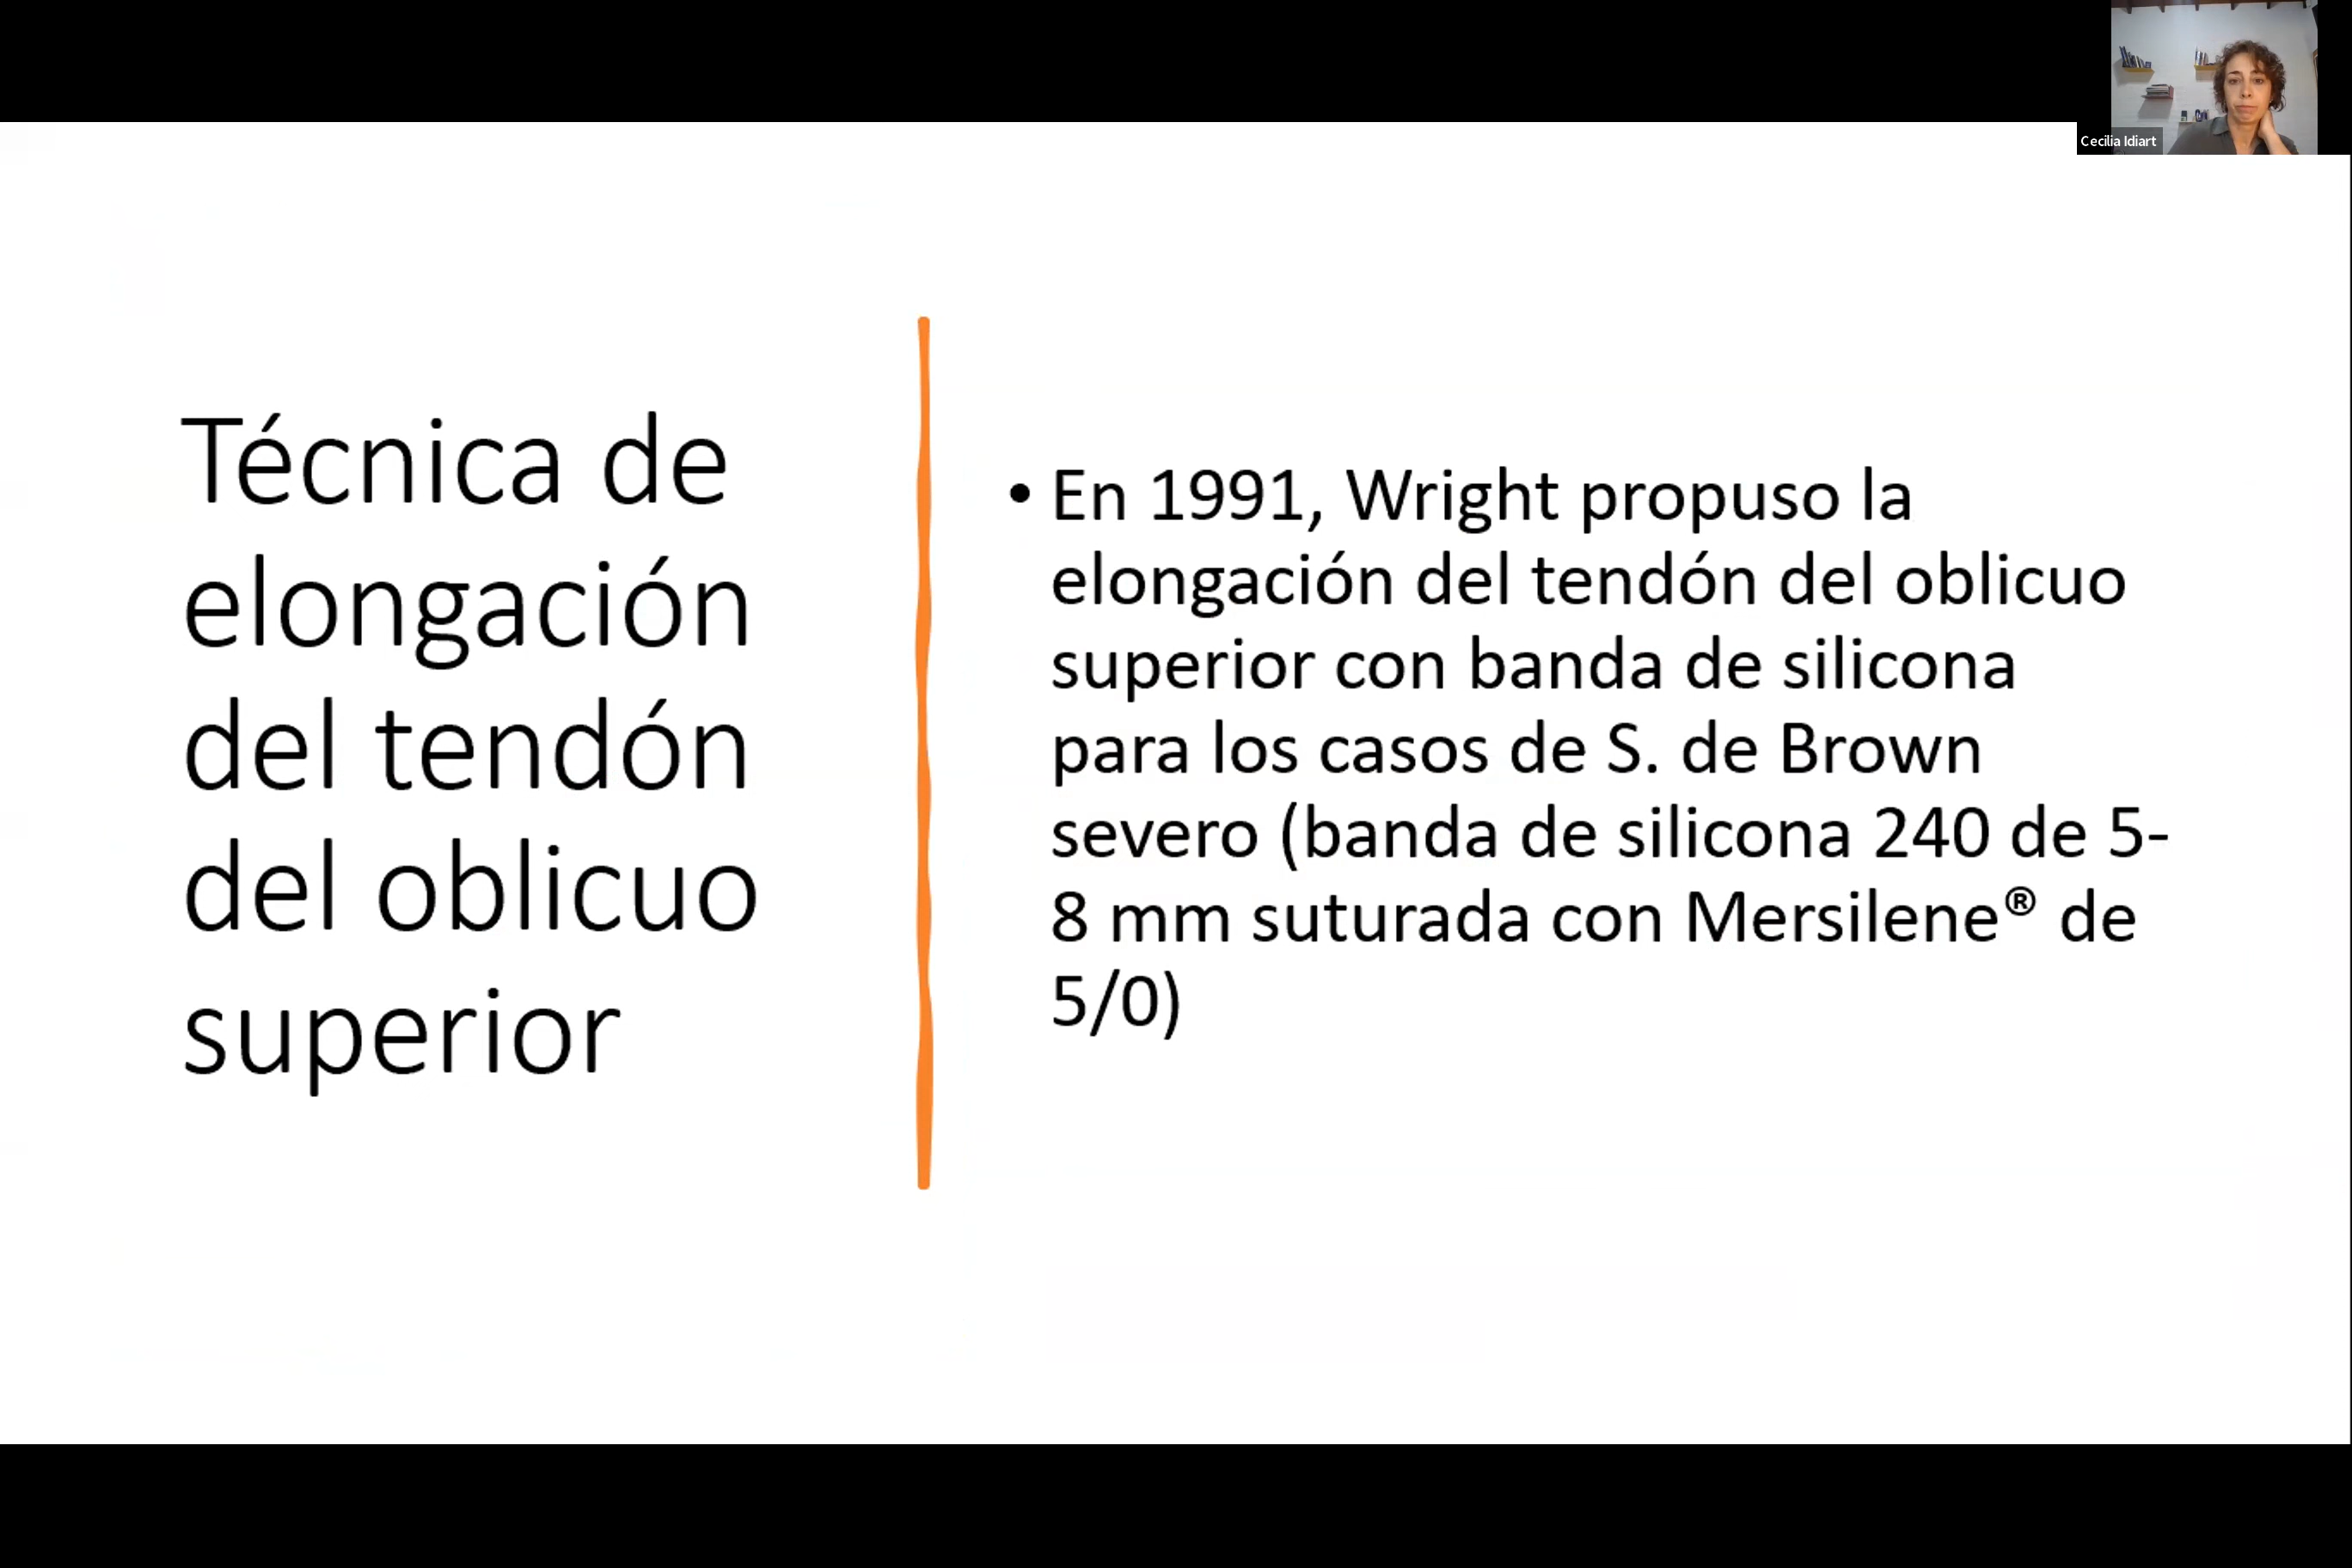 Cecilia Idiart
Técnica de
elongación
del tendón
del oblicuo
superior
• En 1991, Wright propuso la
elongación del tendón del oblicuo
superior con banda de silicona
para los casos de S. de Brown
severo (banda de silicona 240 de 5-
8 mm suturada con Mersilene® de
5/0)